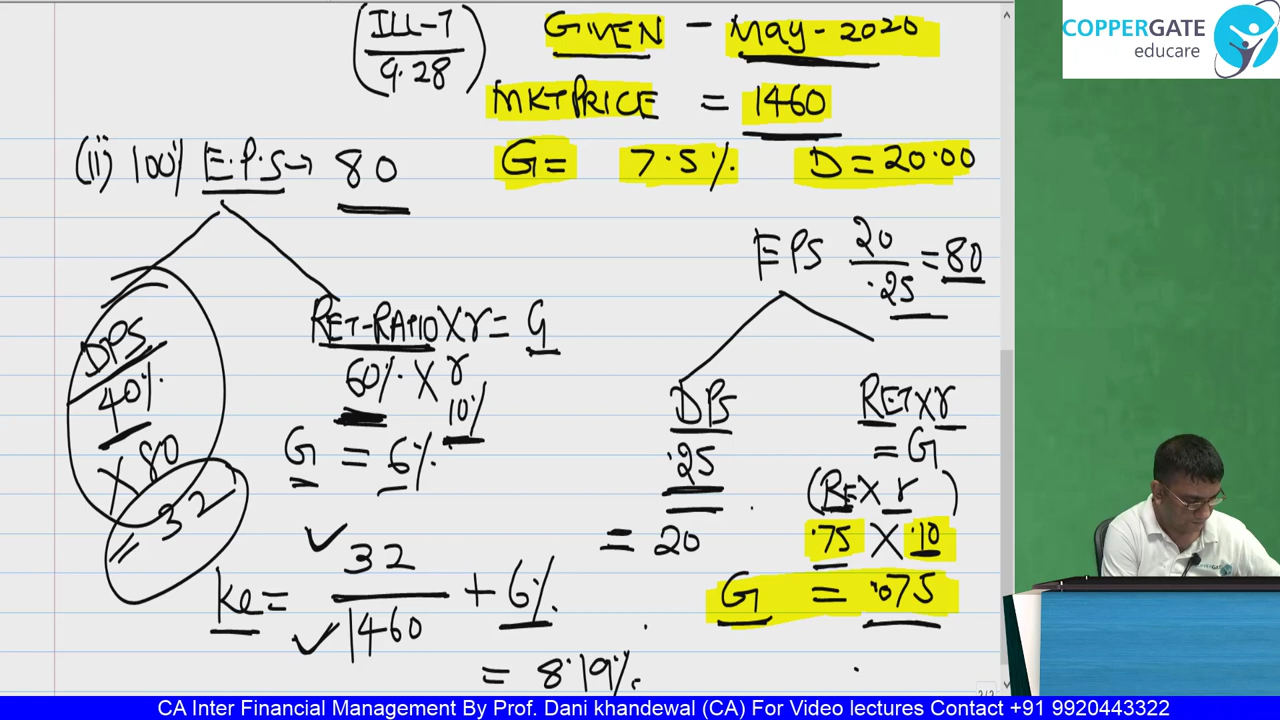 (ILL-7 / 9.28)
GIVEN - May-2020
MKT PRICE = 1460
G = 7.5% D = 20.00
(ii) 100% E.P.S → 80
EPS 20/.25 = 80
DPS
40%
X 80
= 32
RET-RATIO X r = G
60% X r
10%
G = 6%
DPS
.25
= 20
RET X r
= G
(RE X r)
.75 X .10
G = .075
ke = 32/1460 + 6%
= 8.19%
COPPERGATE
educare
COPPERGATE
2/2
CA Inter Financial Management By Prof. Dani khandewal (CA) For Video lectures Contact +91 9920443322